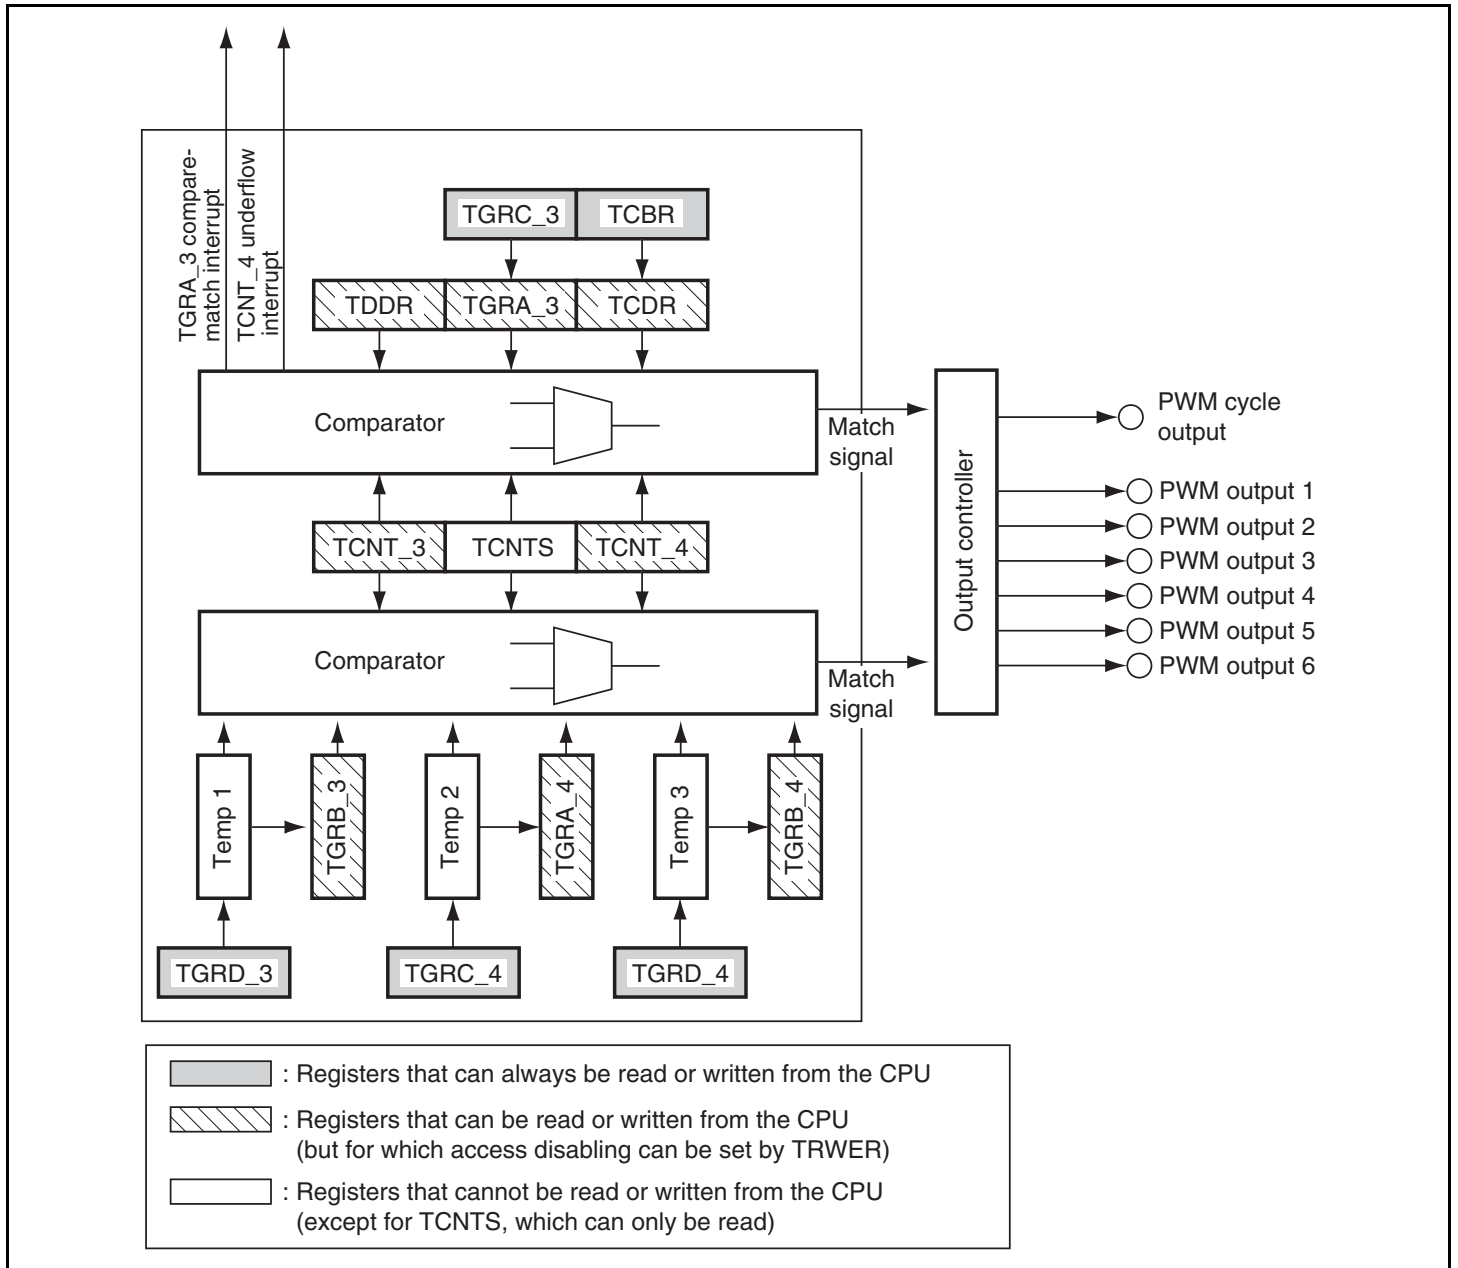 TGRA_3 compare-
match interrupt
TCNT_4 underflow
interrupt
TGRC_3
TCBR
TDDR
TGRA_3
TCDR
Comparator
Match
signal
TCNT_3
TCNTS
TCNT_4
Comparator
Match
signal
Output controller
PWM cycle
output
PWM output 1
PWM output 2
PWM output 3
PWM output 4
PWM output 5
PWM output 6
Temp 1
TGRB_3
Temp 2
TGRA_4
Temp 3
TGRB_4
TGRD_3
TGRC_4
TGRD_4
: Registers that can always be read or written from the CPU
: Registers that can be read or written from the CPU
(but for which access disabling can be set by TRWER)
: Registers that cannot be read or written from the CPU
(except for TCNTS, which can only be read)